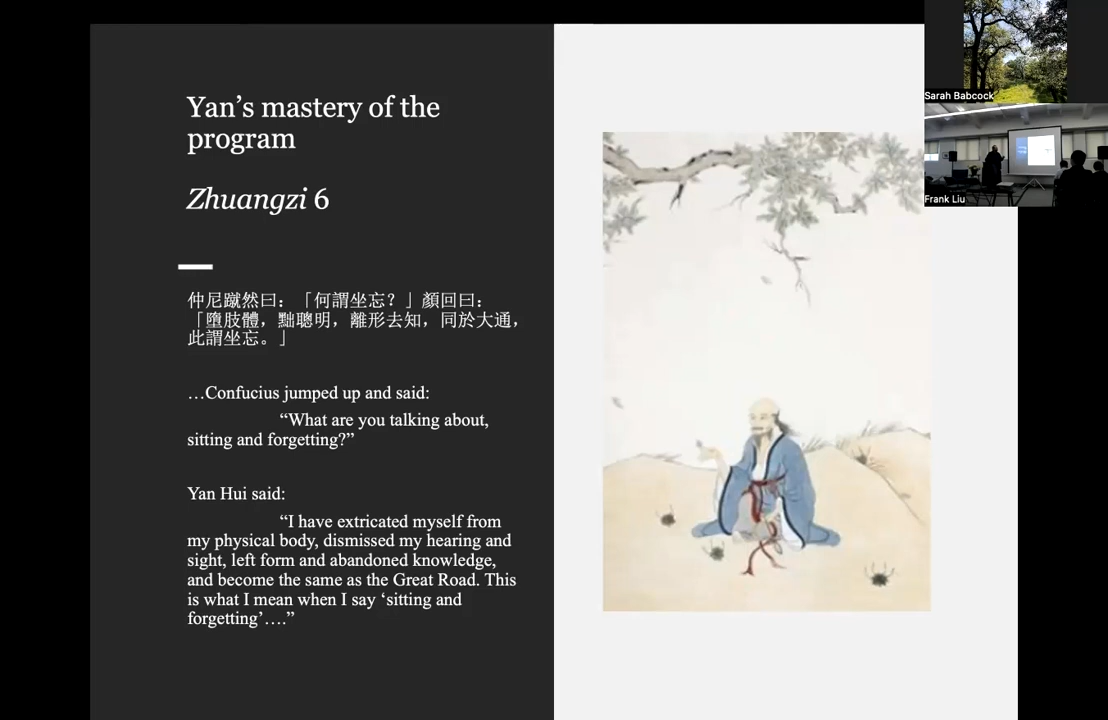 Yan’s mastery of the
program
Zhuangzi 6
仲尼蹴然曰：「何謂坐忘？」顏回曰：
「墮肢體，黜聰明，離形去知，同於大通，
此謂坐忘。」
…Confucius jumped up and said:
“What are you talking about,
sitting and forgetting?”
Yan Hui said:
“I have extricated myself from
my physical body, dismissed my hearing and
sight, left form and abandoned knowledge,
and become the same as the Great Road. This
is what I mean when I say ‘sitting and
forgetting’….”
Sarah Babcock
Frank Liu